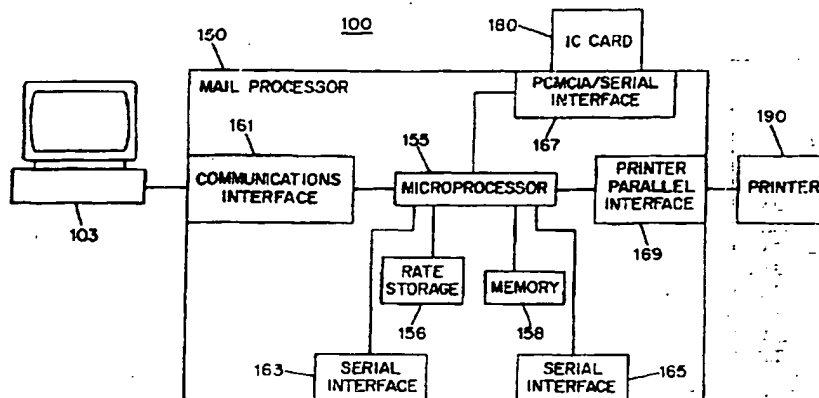 100
180
IC CARD
150
MAIL PROCESSOR
PCMCIA/SERIAL
INTERFACE
167
190
161
155
COMMUNICATIONS
INTERFACE
MICROPROCESSOR
PRINTER
PARALLEL
INTERFACE
PRINTER
103
169
RATE
STORAGE
MEMORY
156
158
163
SERIAL
INTERFACE
SERIAL
INTERFACE
165